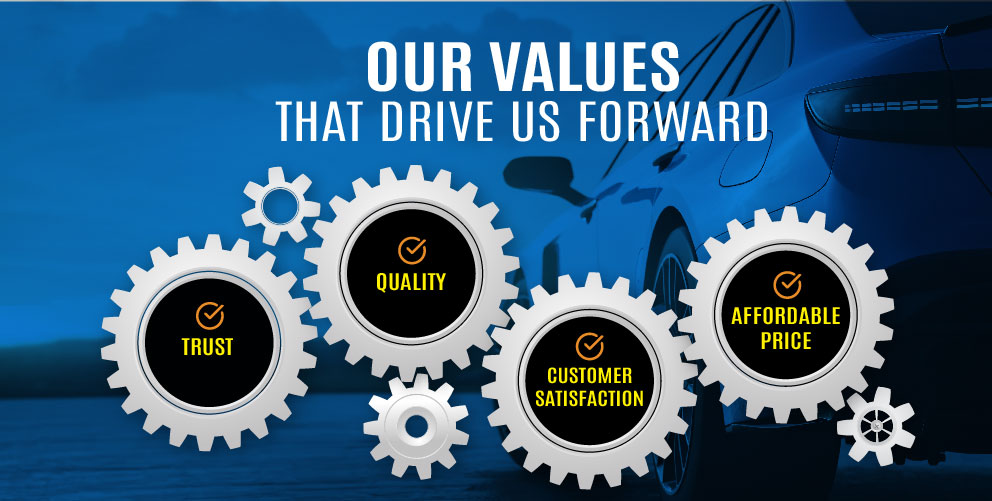 OUR VALUES
THAT DRIVE US FORWARD
TRUST
QUALITY
CUSTOMER
SATISFACTION
AFFORDABLE
PRICE